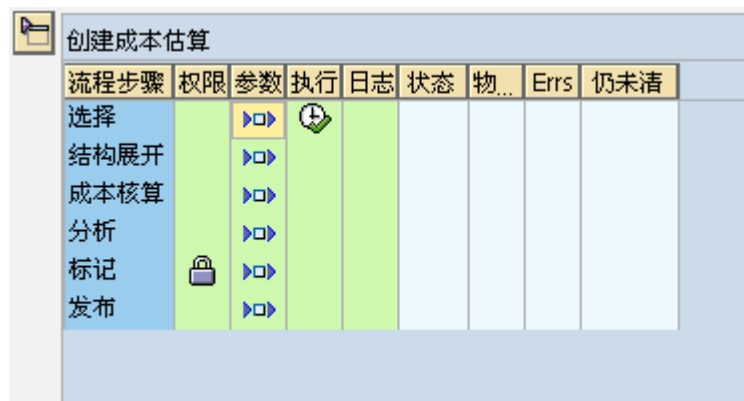 创建成本估算
流程步骤 权限 参数 执行 日志 状态 物... Errs 仍未清
选择
结构展开
成本核算
分析
标记
发布